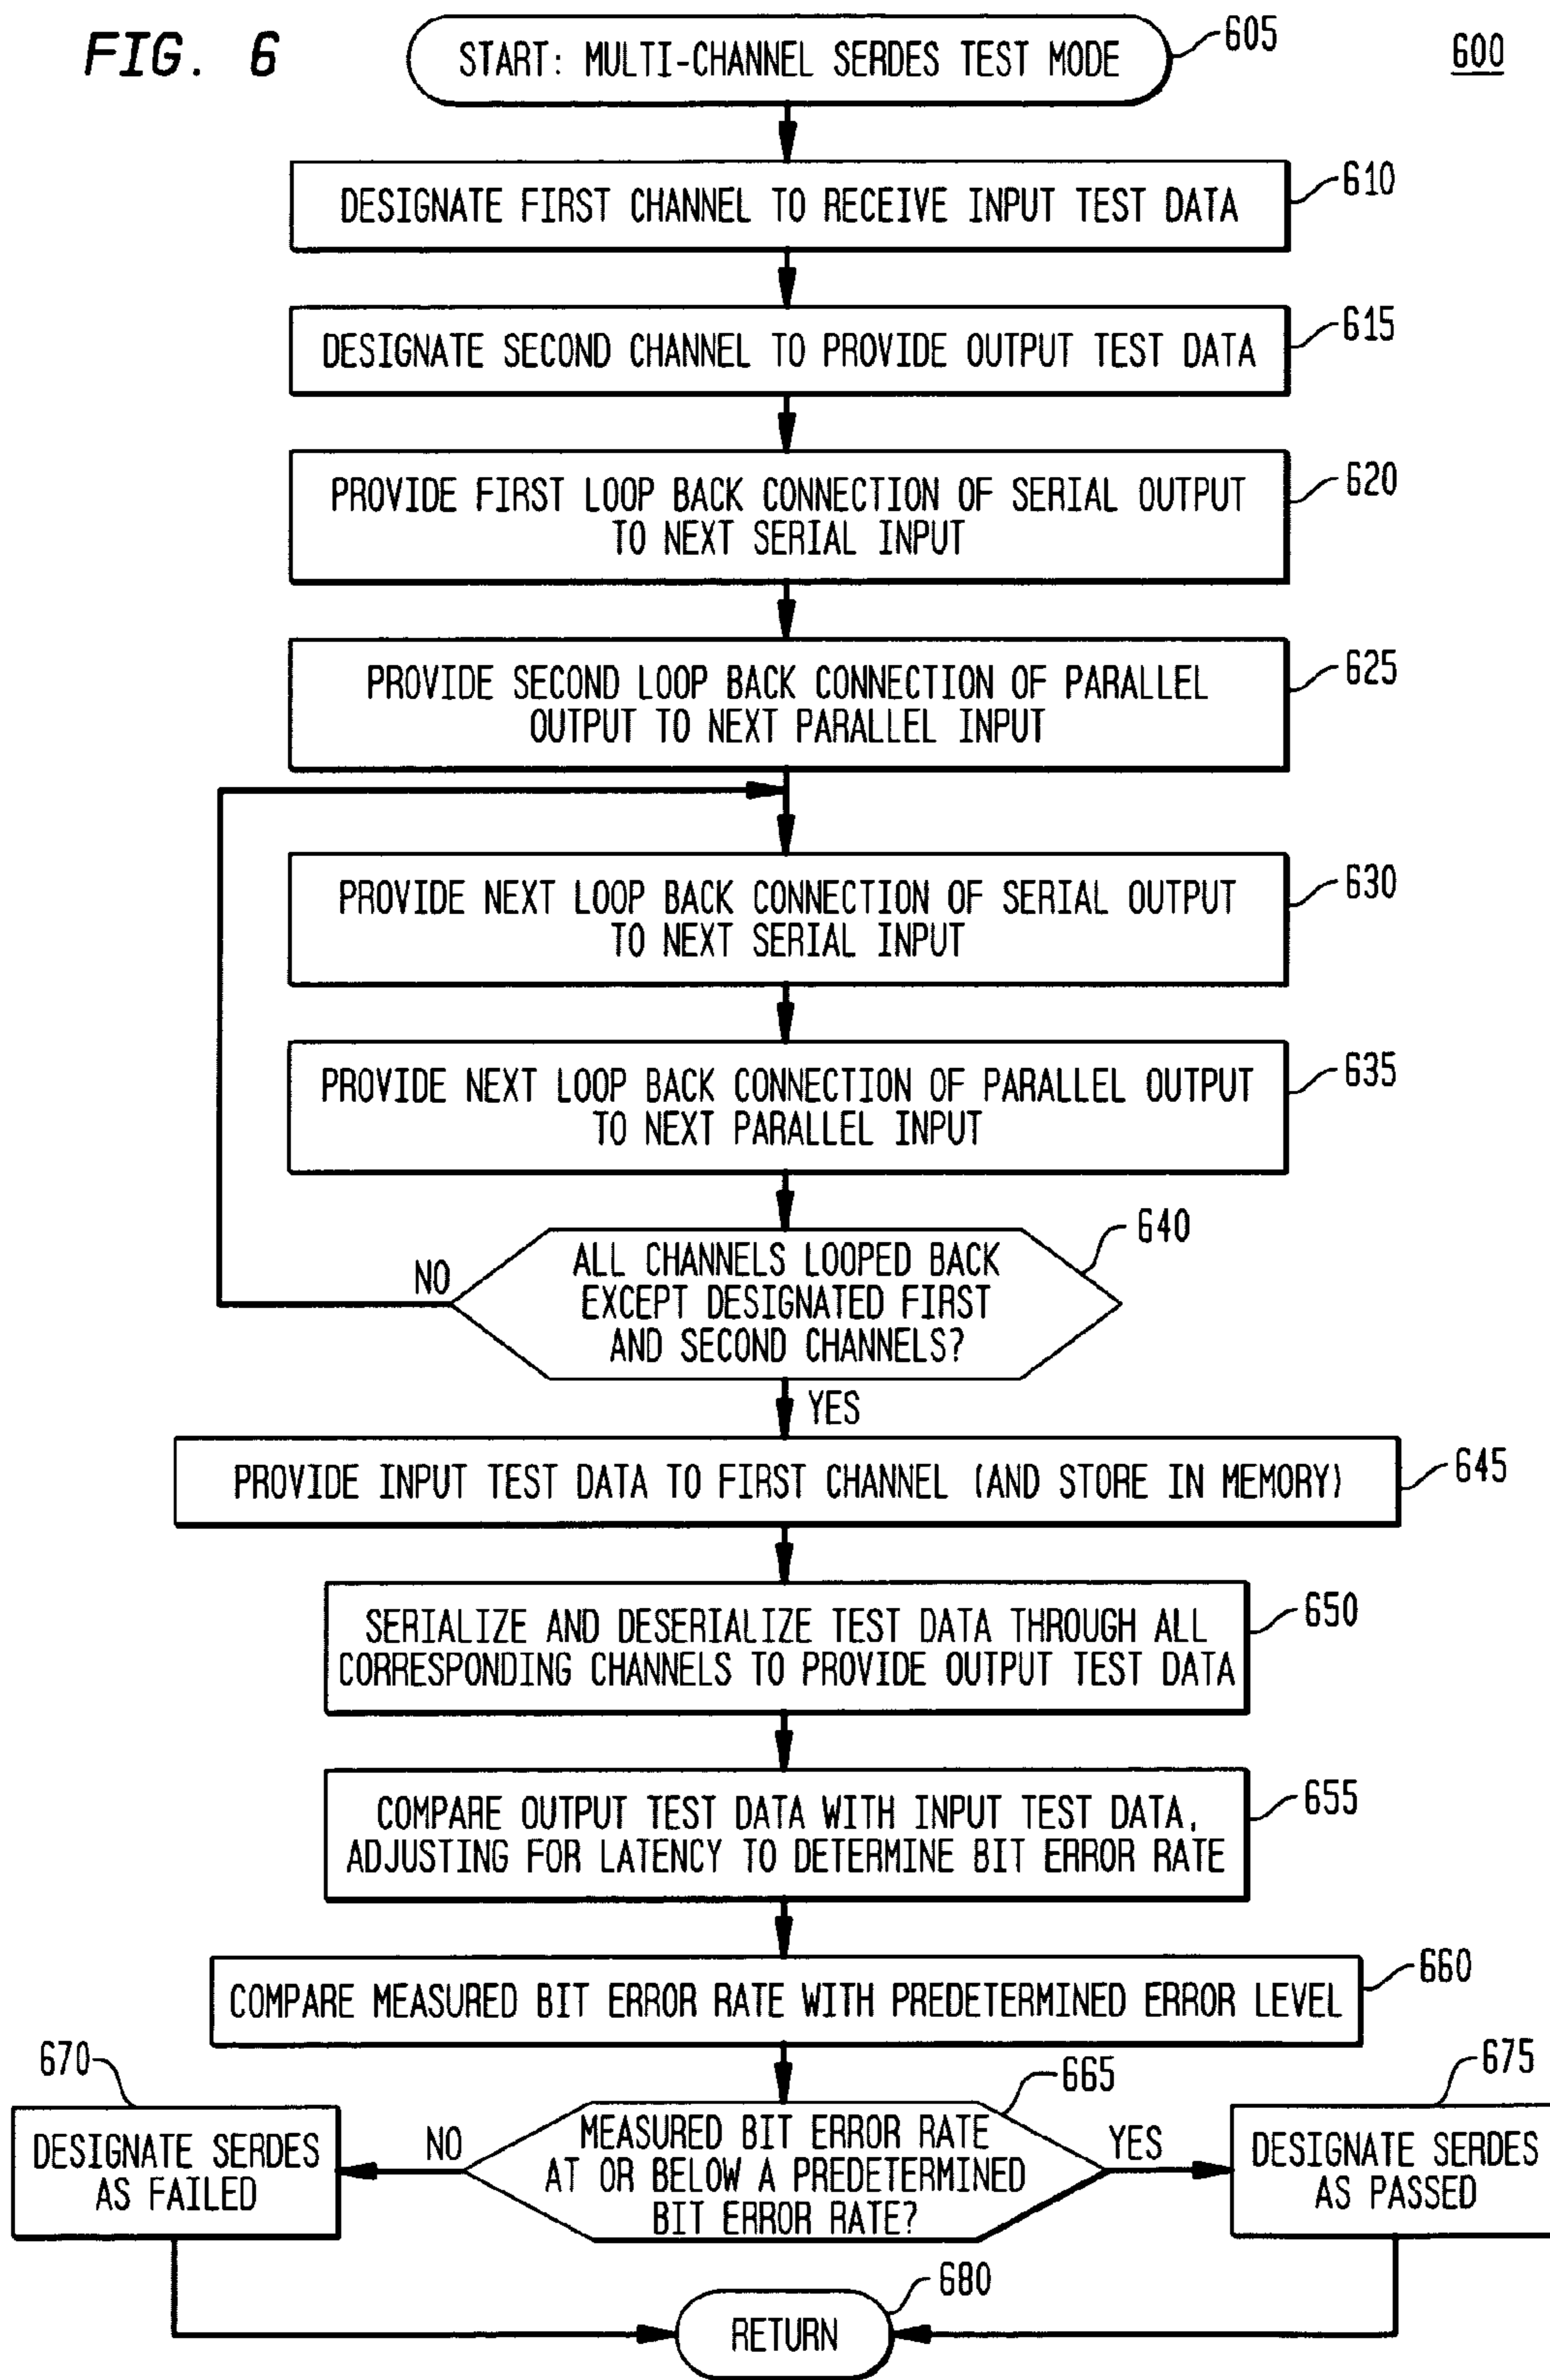 FIG. 6
START: MULTI-CHANNEL SERDES TEST MODE
605
600
DESIGNATE FIRST CHANNEL TO RECEIVE INPUT TEST DATA
610
DESIGNATE SECOND CHANNEL TO PROVIDE OUTPUT TEST DATA
615
PROVIDE FIRST LOOP BACK CONNECTION OF SERIAL OUTPUT
TO NEXT SERIAL INPUT
620
PROVIDE SECOND LOOP BACK CONNECTION OF PARALLEL
OUTPUT TO NEXT PARALLEL INPUT
625
PROVIDE NEXT LOOP BACK CONNECTION OF SERIAL OUTPUT
TO NEXT SERIAL INPUT
630
PROVIDE NEXT LOOP BACK CONNECTION OF PARALLEL OUTPUT
TO NEXT PARALLEL INPUT
635
NO
ALL CHANNELS LOOPED BACK
EXCEPT DESIGNATED FIRST
AND SECOND CHANNELS?
640
YES
PROVIDE INPUT TEST DATA TO FIRST CHANNEL (AND STORE IN MEMORY)
645
SERIALIZE AND DESERIALIZE TEST DATA THROUGH ALL
CORRESPONDING CHANNELS TO PROVIDE OUTPUT TEST DATA
650
COMPARE OUTPUT TEST DATA WITH INPUT TEST DATA,
ADJUSTING FOR LATENCY TO DETERMINE BIT ERROR RATE
655
COMPARE MEASURED BIT ERROR RATE WITH PREDETERMINED ERROR LEVEL
660
670
DESIGNATE SERDES
AS FAILED
NO
MEASURED BIT ERROR RATE
AT OR BELOW A PREDETERMINED
BIT ERROR RATE?
665
YES
675
DESIGNATE SERDES
AS PASSED
RETURN
680